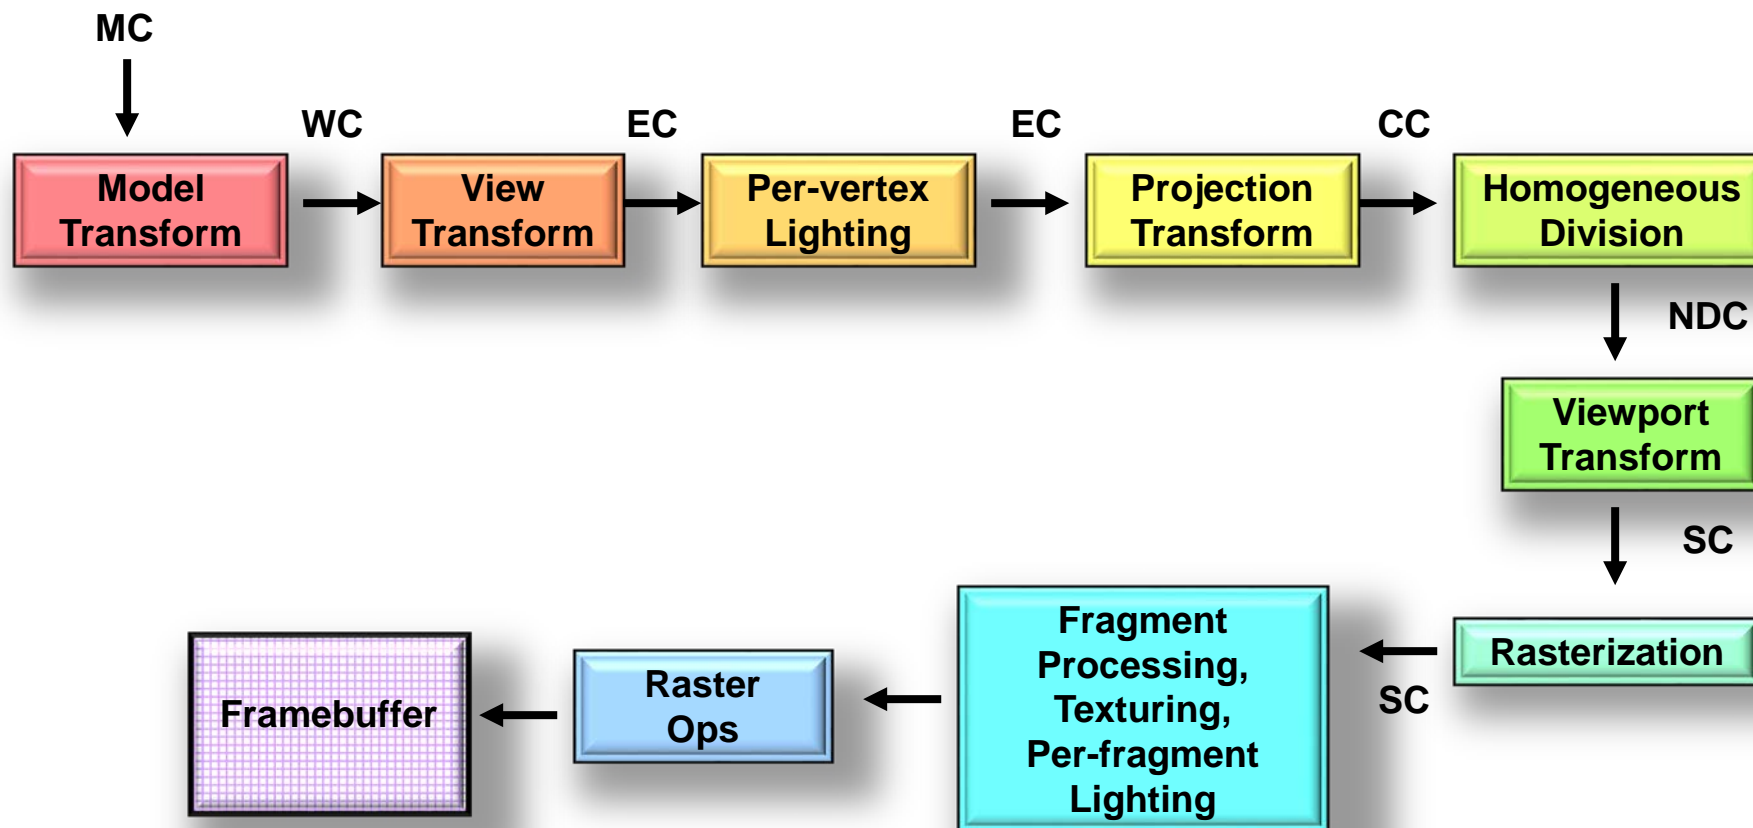 MC
WC
EC
EC
CC
Model
Transform
View
Transform
Per-vertex
Lighting
Projection
Transform
Homogeneous
Division
NDC
Viewport
Transform
SC
Rasterization
SC
Fragment
Processing,
Texturing,
Per-fragment
Lighting
Raster
Ops
Framebuffer